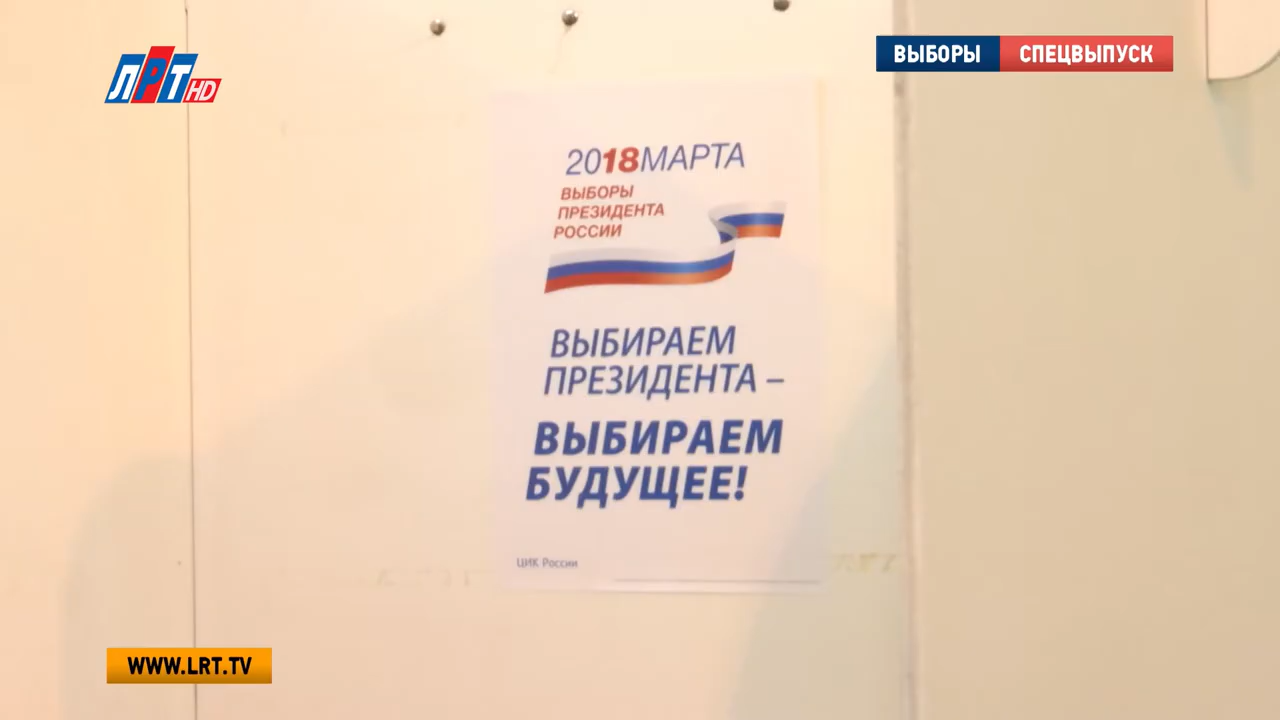 ЛРТ HD
ВЫБОРЫ СПЕЦВЫПУСК
2018МАРТА
ВЫБОРЫ
ПРЕЗИДЕНТА
РОССИИ
ВЫБИРАЕМ
ПРЕЗИДЕНТА –
ВЫБИРАЕМ
БУДУЩЕЕ!
ЦИК России
WWW.LRT.TV